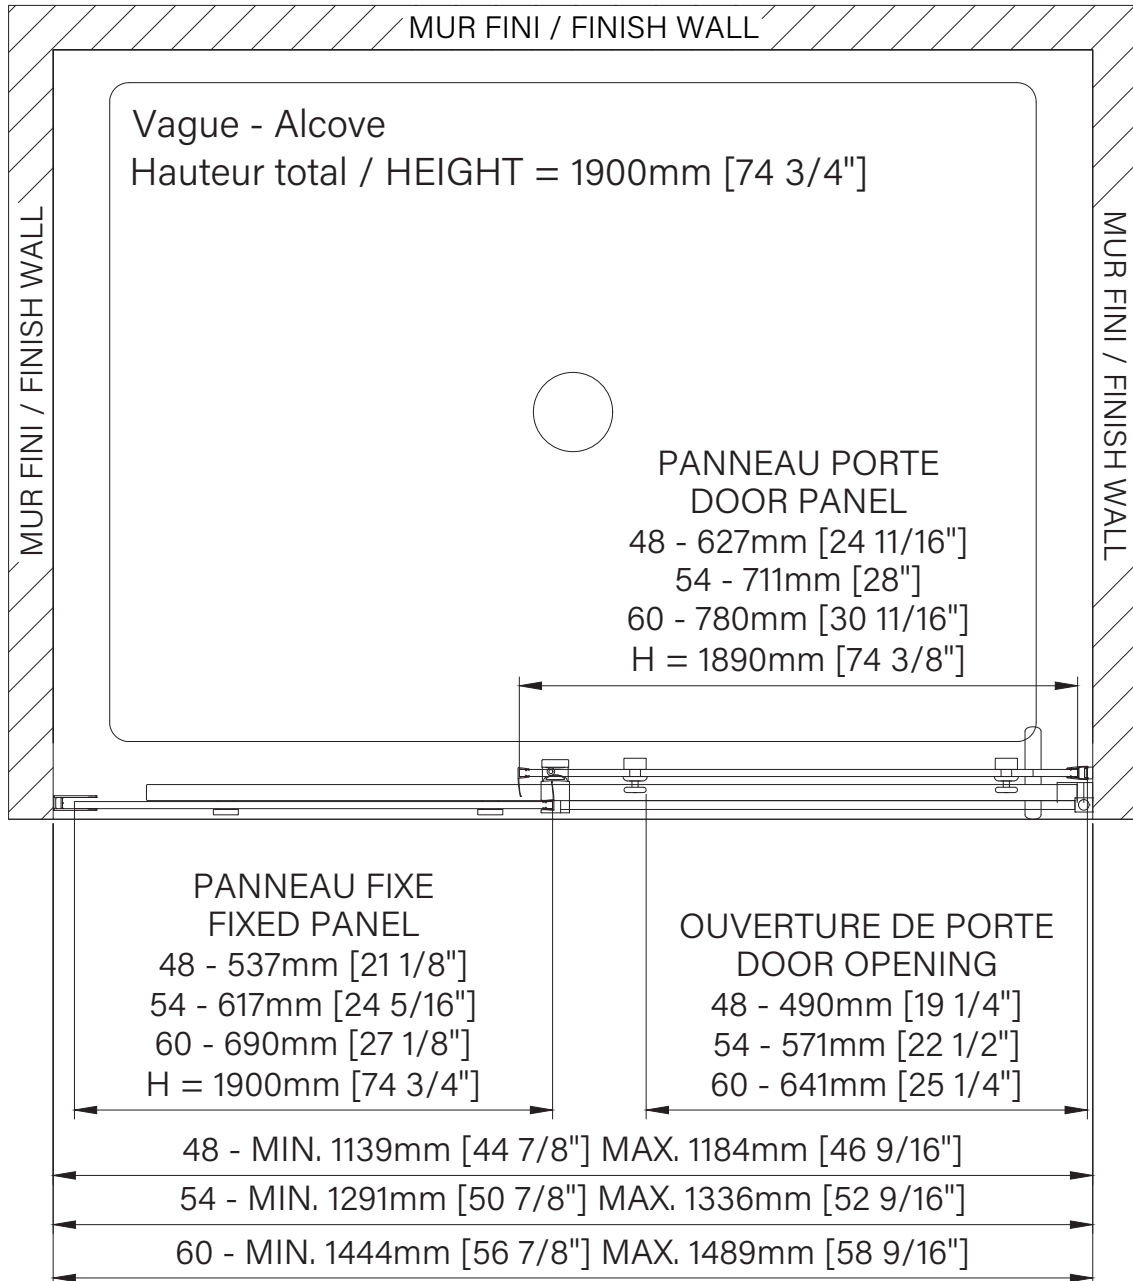 MUR FINI / FINISH WALL
Vague - Alcove
Hauteur total / HEIGHT = 1900mm [74 3/4"]
MUR FINI / FINISH WALL
MUR FINI / FINISH WALL
PANNEAU PORTE
DOOR PANEL
48 - 627mm [24 11/16"]
54 - 711mm [28"]
60 - 780mm [30 11/16"]
H = 1890mm [74 3/8"]
PANNEAU FIXE
FIXED PANEL
48 - 537mm [21 1/8"]
54 - 617mm [24 5/16"]
60 - 690mm [27 1/8"]
H = 1900mm [74 3/4"]
OUVERTURE DE PORTE
DOOR OPENING
48 - 490mm [19 1/4"]
54 - 571mm [22 1/2"]
60 - 641mm [25 1/4"]
48 - MIN. 1139mm [44 7/8"] MAX. 1184mm [46 9/16"]
54 - MIN. 1291mm [50 7/8"] MAX. 1336mm [52 9/16"]
60 - MIN. 1444mm [56 7/8"] MAX. 1489mm [58 9/16"]